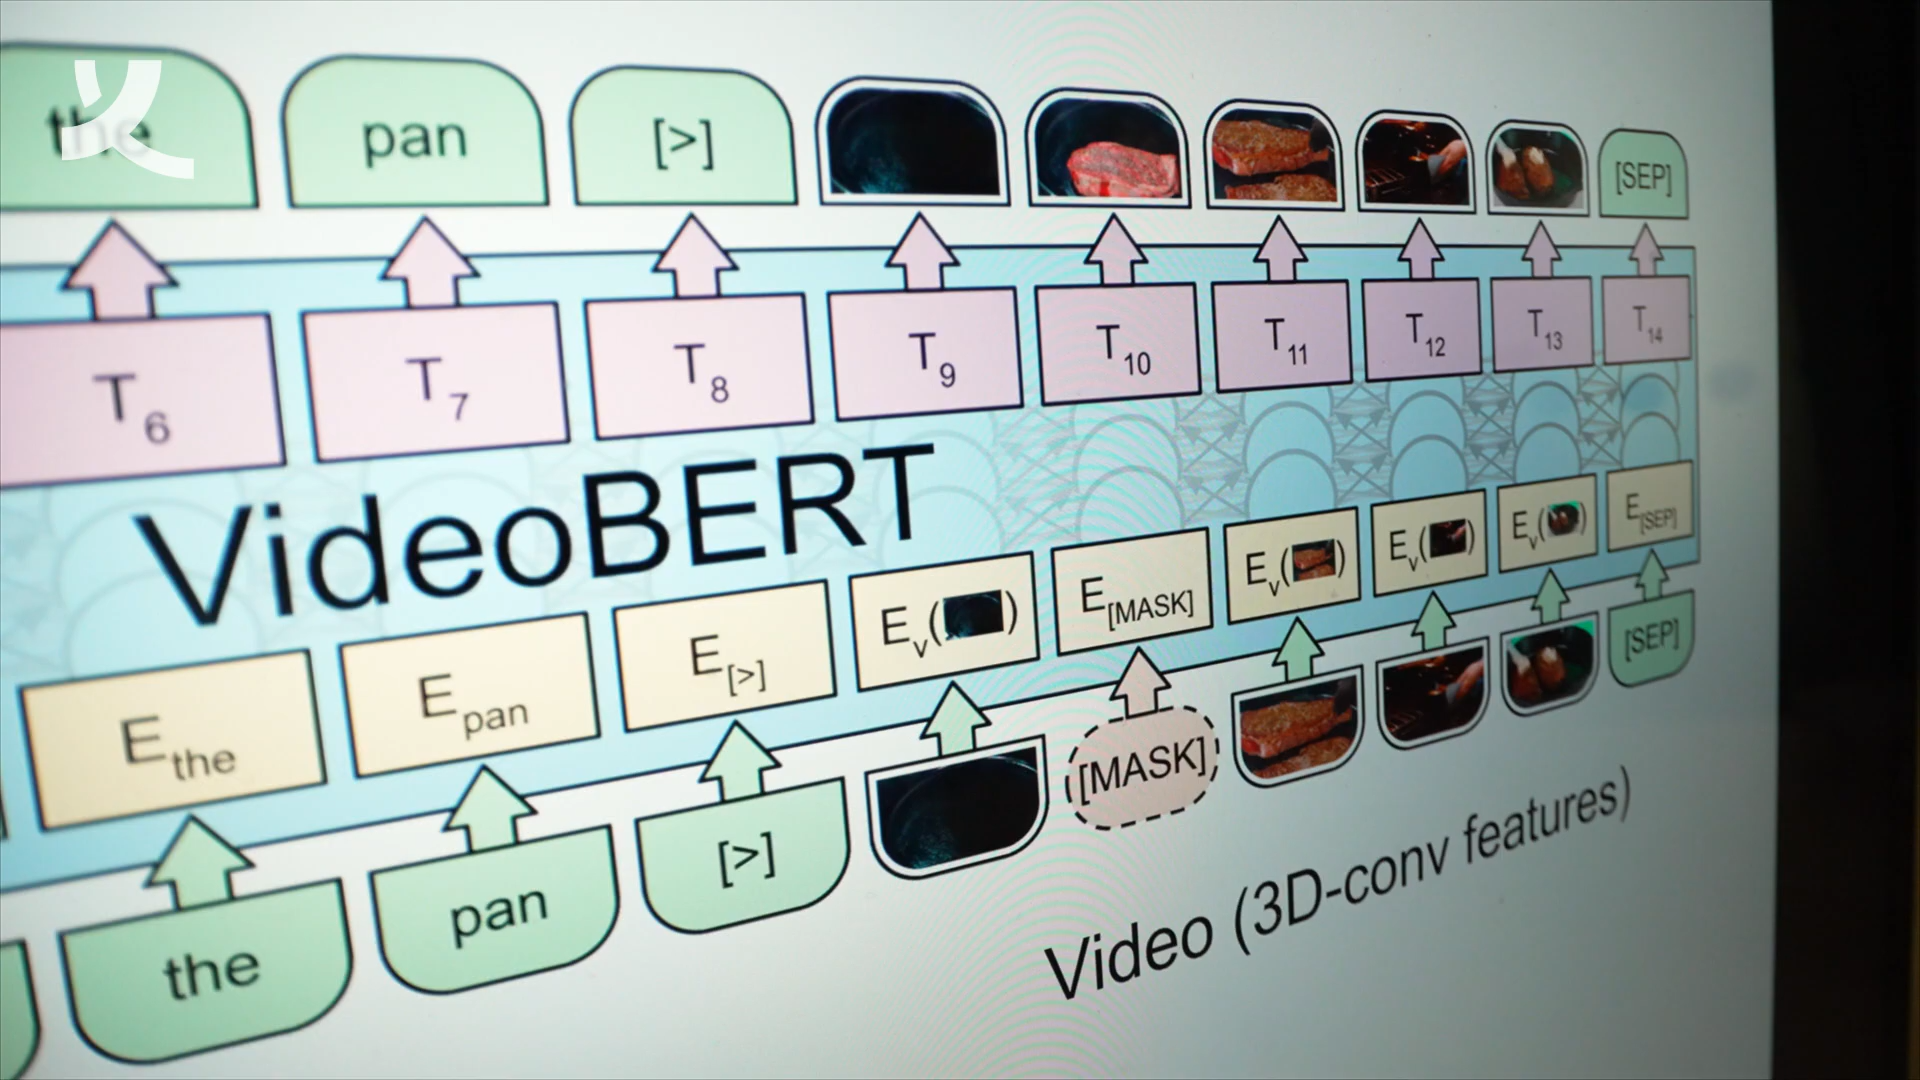 the pan [>] [SEP]
T6 T7 T8 T9 T10 T11 T12 T13 T14
VideoBERT
Ethe Epan E[>] Ev( ) E[MASK] Ev( ) Ev( ) Ev( ) E[SEP]
the pan [>] [MASK] [SEP]
Video (3D-conv features)